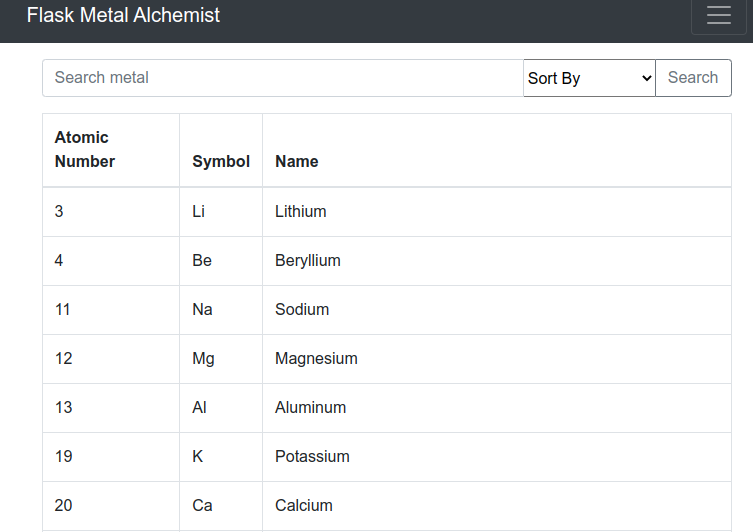 Flask Metal Alchemist
Search metal Sort By Search
Atomic Number Symbol Name
3 Li Lithium
4 Be Beryllium
11 Na Sodium
12 Mg Magnesium
13 Al Aluminum
19 K Potassium
20 Ca Calcium